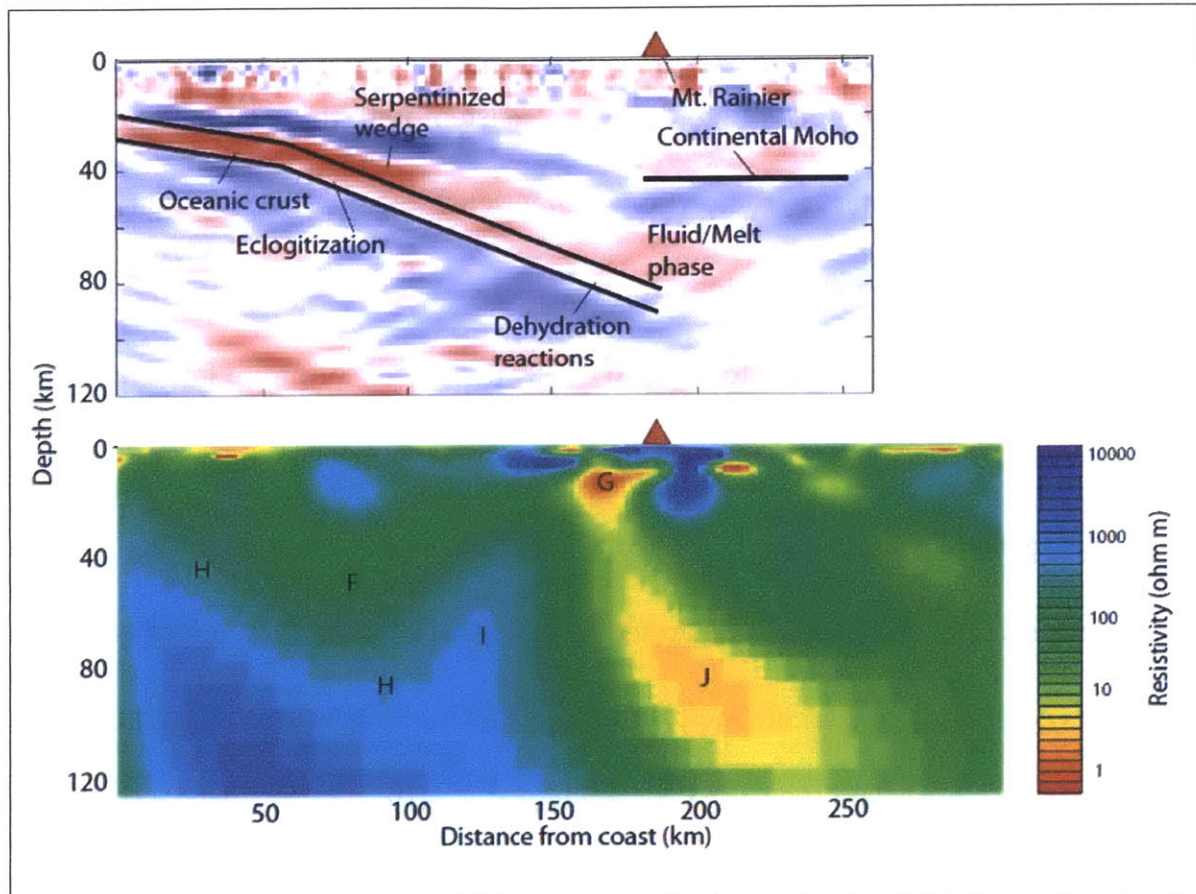 0
40
80
120
Serpentinized
wedge
Mt. Rainier
Continental Moho
Oceanic crust
Eclogitization
Fluid/Melt
phase
Dehydration
reactions
Depth (km)
0
40
80
120
G
H
F
I
H
J
50
100
150
200
250
Distance from coast (km)
10000
1000
100
10
1
Resistivity (ohm m)